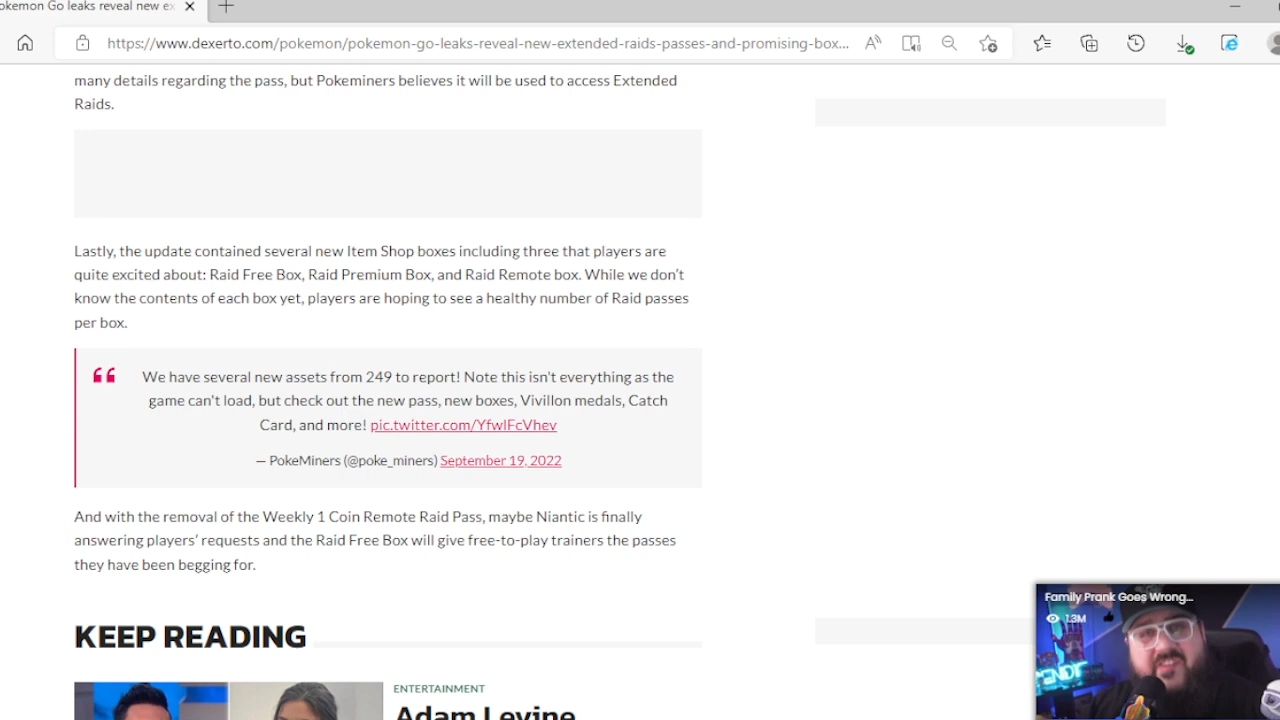 okemon Go leaks reveal new ex
https://www.dexerto.com/pokemon/pokemon-go-leaks-reveal-new-extended-raids-passes-and-promising-box...
many details regarding the pass, but Pokeminers believes it will be used to access Extended
Raids.
Lastly, the update contained several new Item Shop boxes including three that players are
quite excited about: Raid Free Box, Raid Premium Box, and Raid Remote box. While we don't
know the contents of each box yet, players are hoping to see a healthy number of Raid passes
per box.
We have several new assets from 249 to report! Note this isn't everything as the
game can't load, but check out the new pass, new boxes, Vivillon medals, Catch
Card, and more! pic.twitter.com/YfwlFcVhev
— PokeMiners (@poke_miners) September 19, 2022
And with the removal of the Weekly 1 Coin Remote Raid Pass, maybe Niantic is finally
answering players' requests and the Raid Free Box will give free-to-play trainers the passes
they have been begging for.
KEEP READING
ENTERTAINMENT
Adam Levine
Family Prank Goes Wrong...
1.3M